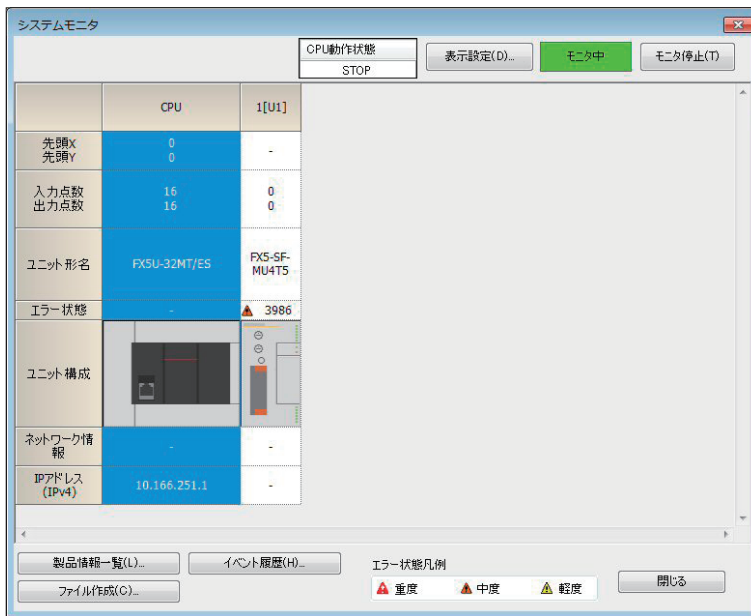 システムモニタ
CPU動作状態
STOP
表示設定(D)...
モニタ中
モニタ停止(T)
CPU
1[U1]
先頭X
先頭Y
0
0
-
入力点数
出力点数
16
16
0
0
ユニット形名
FX5U-32MT/ES
FX5-SF-
MU4T5
エラー状態
-
3986
ユニット構成
ネットワーク情
報
-
-
IPアドレス
(IPv4)
10.166.251.1
-
製品情報一覧(L)...
イベント履歴(H)...
ファイル作成(C)...
エラー状態凡例
重度
中度
軽度
閉じる